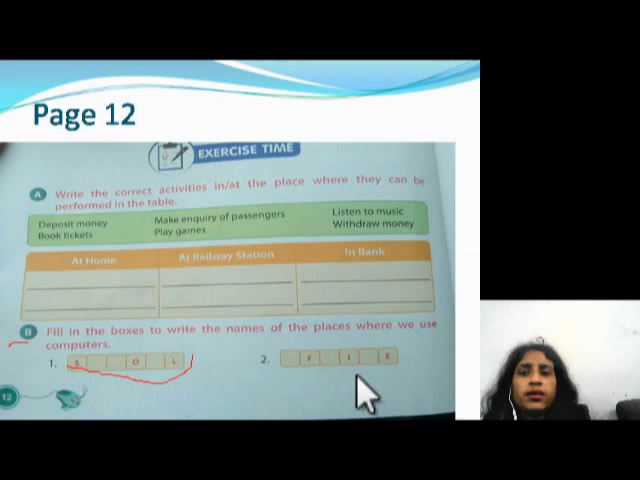 Page 12
EXERCISE TIME
A Write the correct activities in/at the place where they can be
performed in the table.
Deposit money Make enquiry of passengers Listen to music
Book tickets Play games Withdraw money
At Home At Railway Station In Bank
B Fill in the boxes to write the names of the places where we use
computers.
1. S O L 2. F I E
12